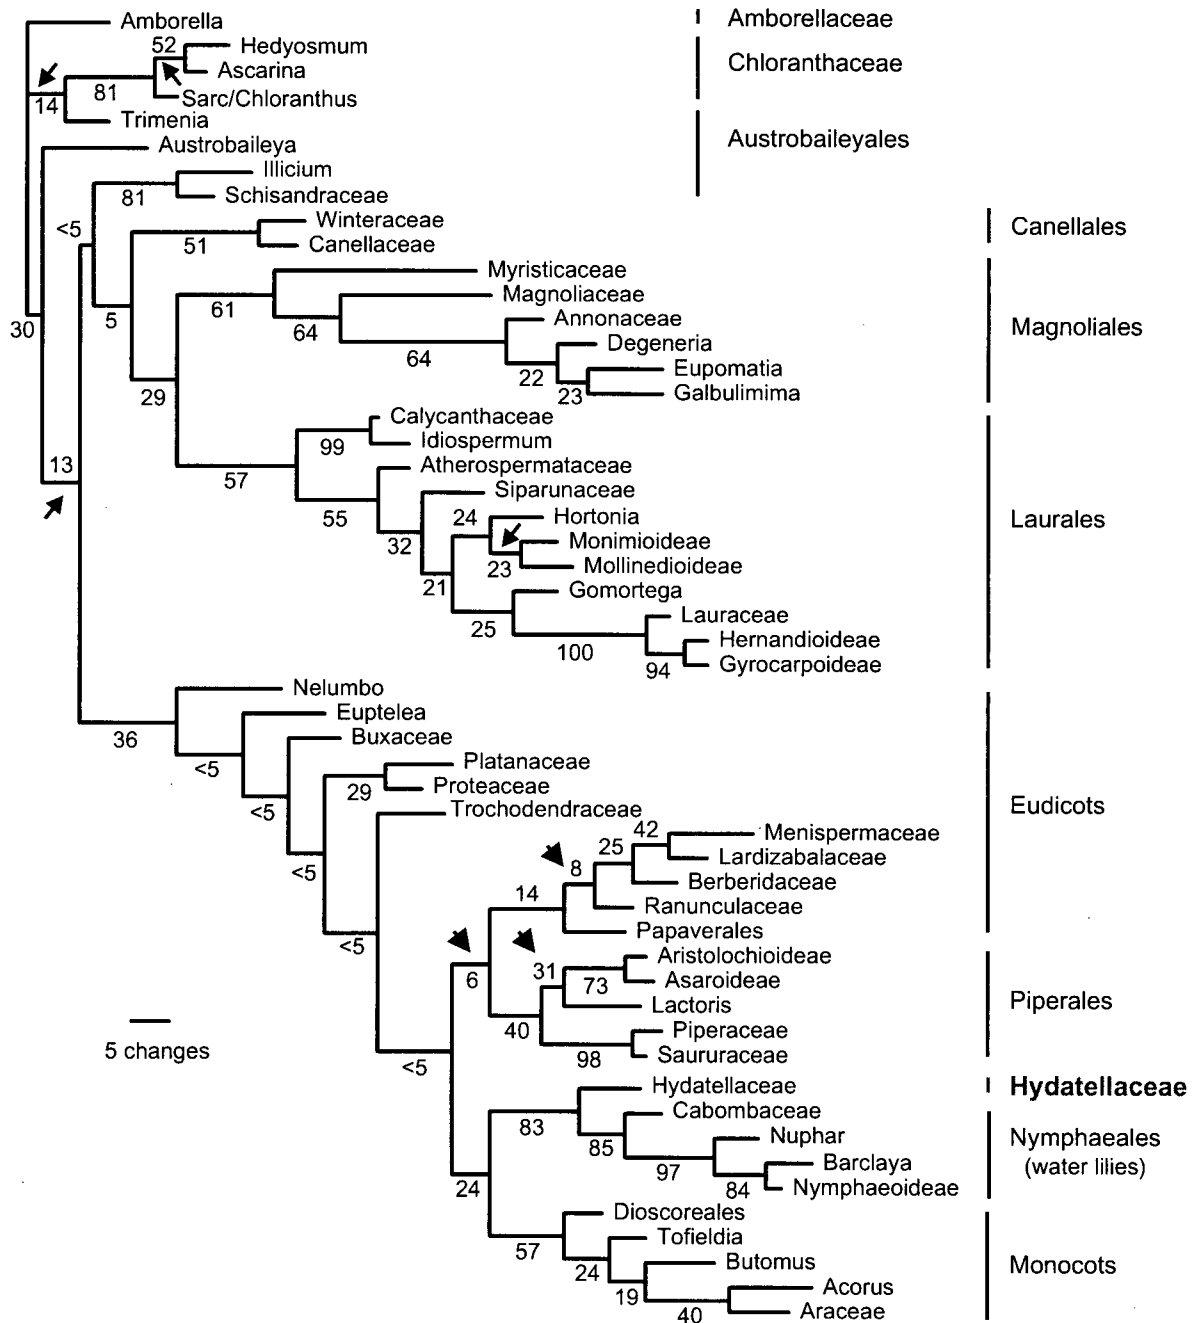 Amborella
Amborellaceae
52
Hedyosmum
Chloranthaceae
Ascarina
81
Sarc/Chloranthus
14
Trimenia
Austrobaileyales
Austrobaileya
Illicium
81
Schisandraceae
<5
Winteraceae
Canellales
51
Canellaceae
Myristicaceae
61
Magnoliaceae
5
64
Annonaceae
Magnoliales
30
Degeneria
64
Eupomatia
22
29
23
Galbulimima
Calycanthaceae
99
Idiospermum
13
Atherospermataceae
57
Siparunaceae
55
24
Hortonia
Laurales
32
Monimioideae
23
Mollinedioideae
21
Gomortega
25
Lauraceae
100
Hernandioideae
94
Gyrocarpoideae
Nelumbo
36
Euptelea
<5
Buxaceae
Platanaceae
29
Proteaceae
<5
Trochodendraceae
Eudicots
42
Menispermaceae
25
Lardizabalaceae
<5
8
Berberidaceae
14
Ranunculaceae
Papaverales
<5
Aristolochioideae
31
6
73
Asaroideae
Lactoris
Piperales
40
Piperaceae
5 changes
98
Saururaceae
<5
Hydatellaceae
Hydatellaceae
Cabombaceae
83
Nuphar
Nymphaeales
85
Barclaya
(water lilies)
97
24
84
Nymphaeoideae
Dioscoreales
57
Tofieldia
Butomus
Monocots
24
Acorus
19
40
Araceae